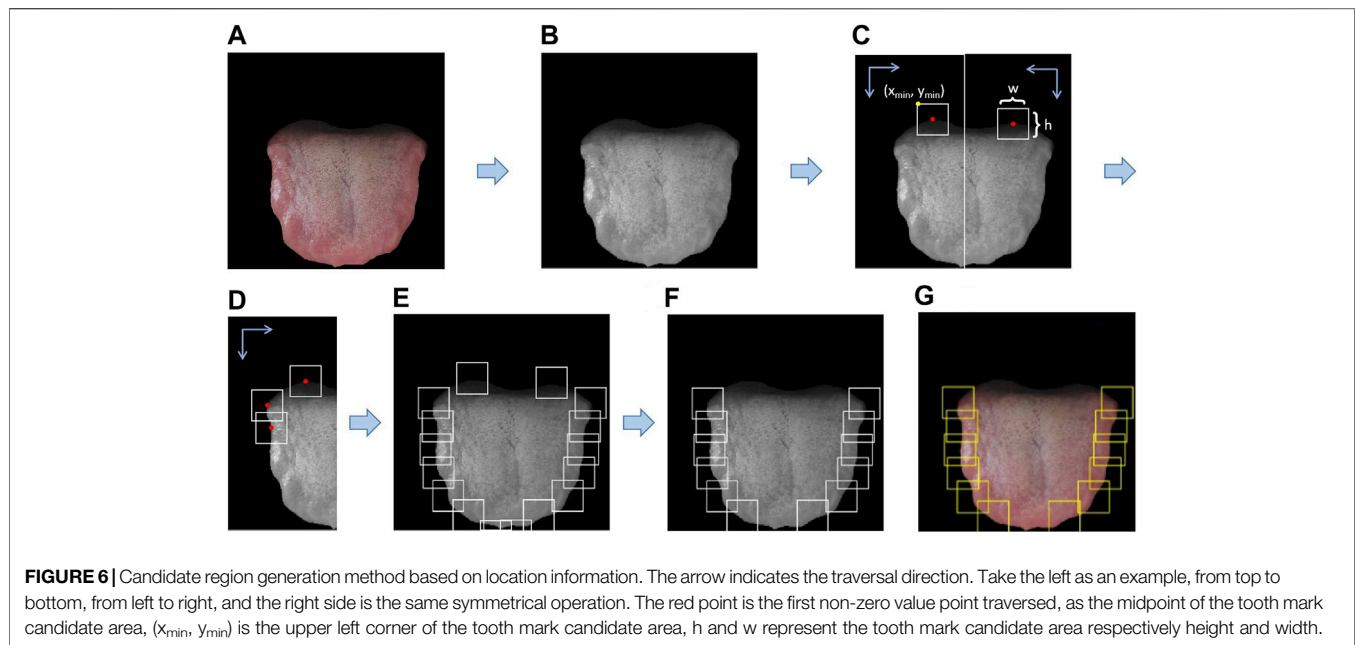 A
B
C
(xmin, ymin)
w
h
D
E
F
G
FIGURE 6 | Candidate region generation method based on location information. The arrow indicates the traversal direction. Take the left as an example, from top to
bottom, from left to right, and the right side is the same symmetrical operation. The red point is the first non-zero value point traversed, as the midpoint of the tooth mark
candidate area, (xmin, ymin) is the upper left corner of the tooth mark candidate area, h and w represent the tooth mark candidate area respectively height and width.